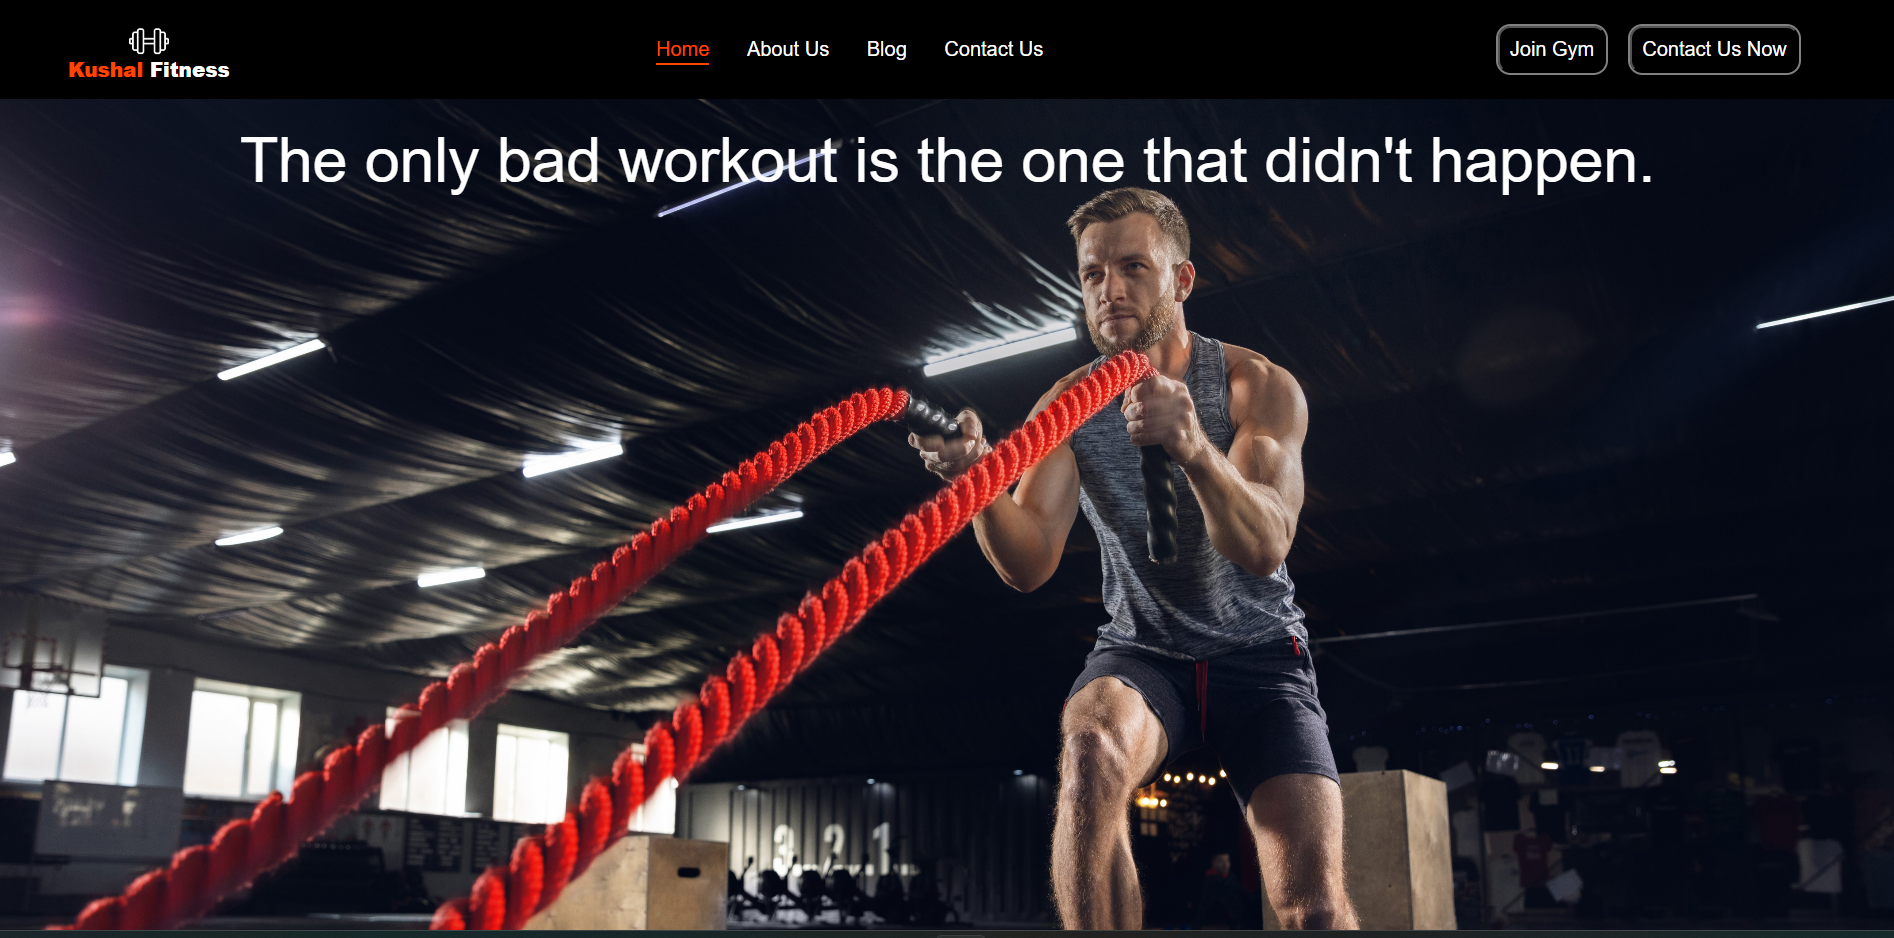 Kushal Fitness
Home
About Us
Blog
Contact Us
Join Gym
Contact Us Now
The only bad workout is the one that didn't happen.
3 2 1